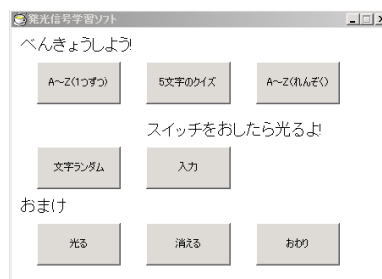 発光信号学習ソフト
べんきょうしよう!
A～Z(1つずつ)
5文字のクイズ
A～Z(れんぞく)
スイッチをおしたら光るよ!
文字ランダム
入力
おまけ
光る
消える
おわり